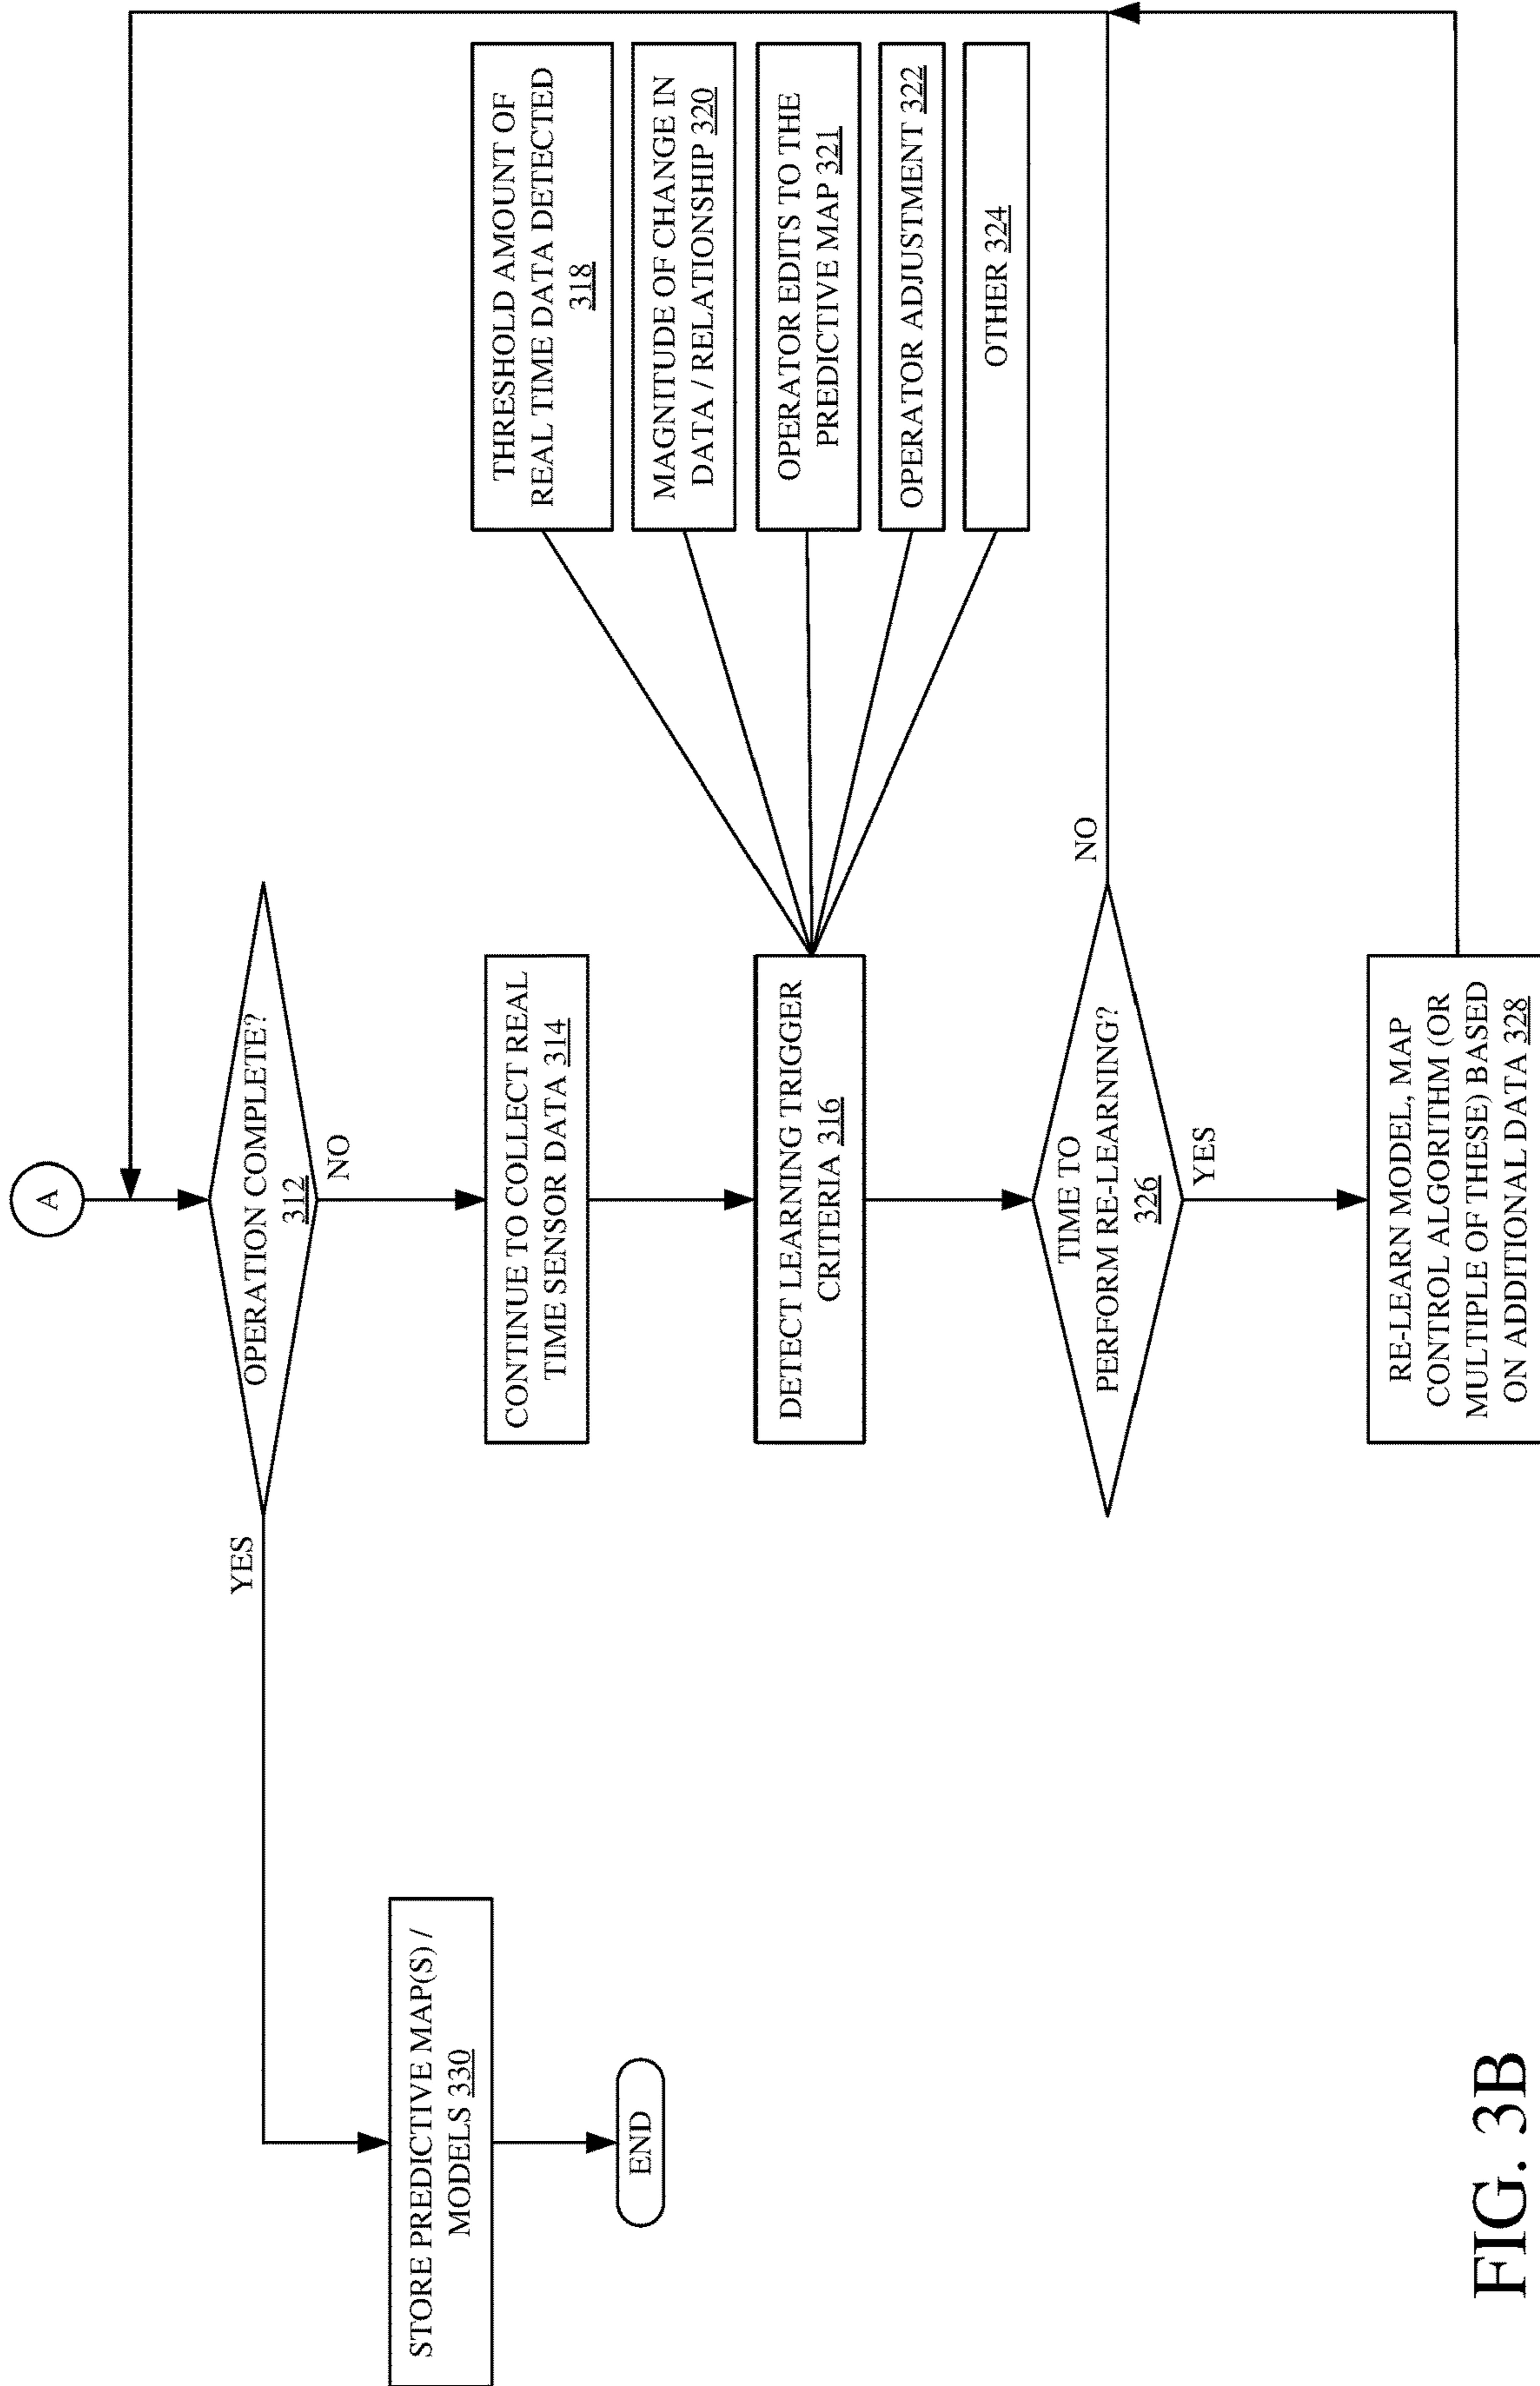 A
OPERATION COMPLETE?
312
YES
NO
CONTINUE TO COLLECT REAL
TIME SENSOR DATA 314
DETECT LEARNING TRIGGER
CRITERIA 316
THRESHOLD AMOUNT OF
REAL TIME DATA DETECTED
318
MAGNITUDE OF CHANGE IN
DATA / RELATIONSHIP 320
OPERATOR EDITS TO THE
PREDICTIVE MAP 321
OPERATOR ADJUSTMENT 322
OTHER 324
TIME TO
PERFORM RE-LEARNING?
326
NO
YES
RE-LEARN MODEL, MAP
CONTROL ALGORITHM (OR
MULTIPLE OF THESE) BASED
ON ADDITIONAL DATA 328
STORE PREDICTIVE MAP(S) /
MODELS 330
END
FIG. 3B